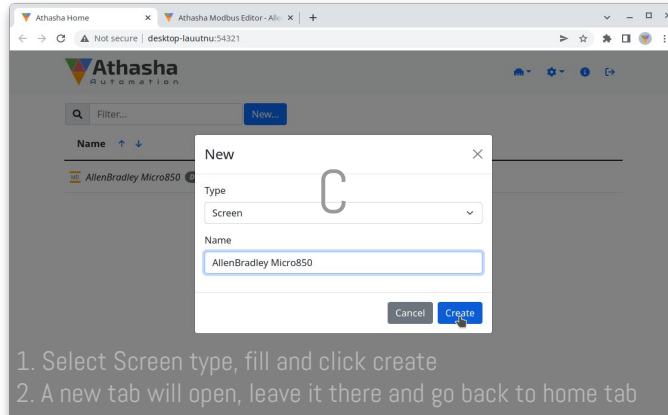 Athasha Home
Athasha Modbus Editor - Alle
Not secure | desktop-lauutnu:54321
Athasha
Automation
Filter...
New...
Name
MD AllenBradley Micro850 D
New
C
Type
Screen
Name
AllenBradley Micro850
Cancel
Create
1. Select Screen type, fill and click create
2. A new tab will open, leave it there and go back to home tab